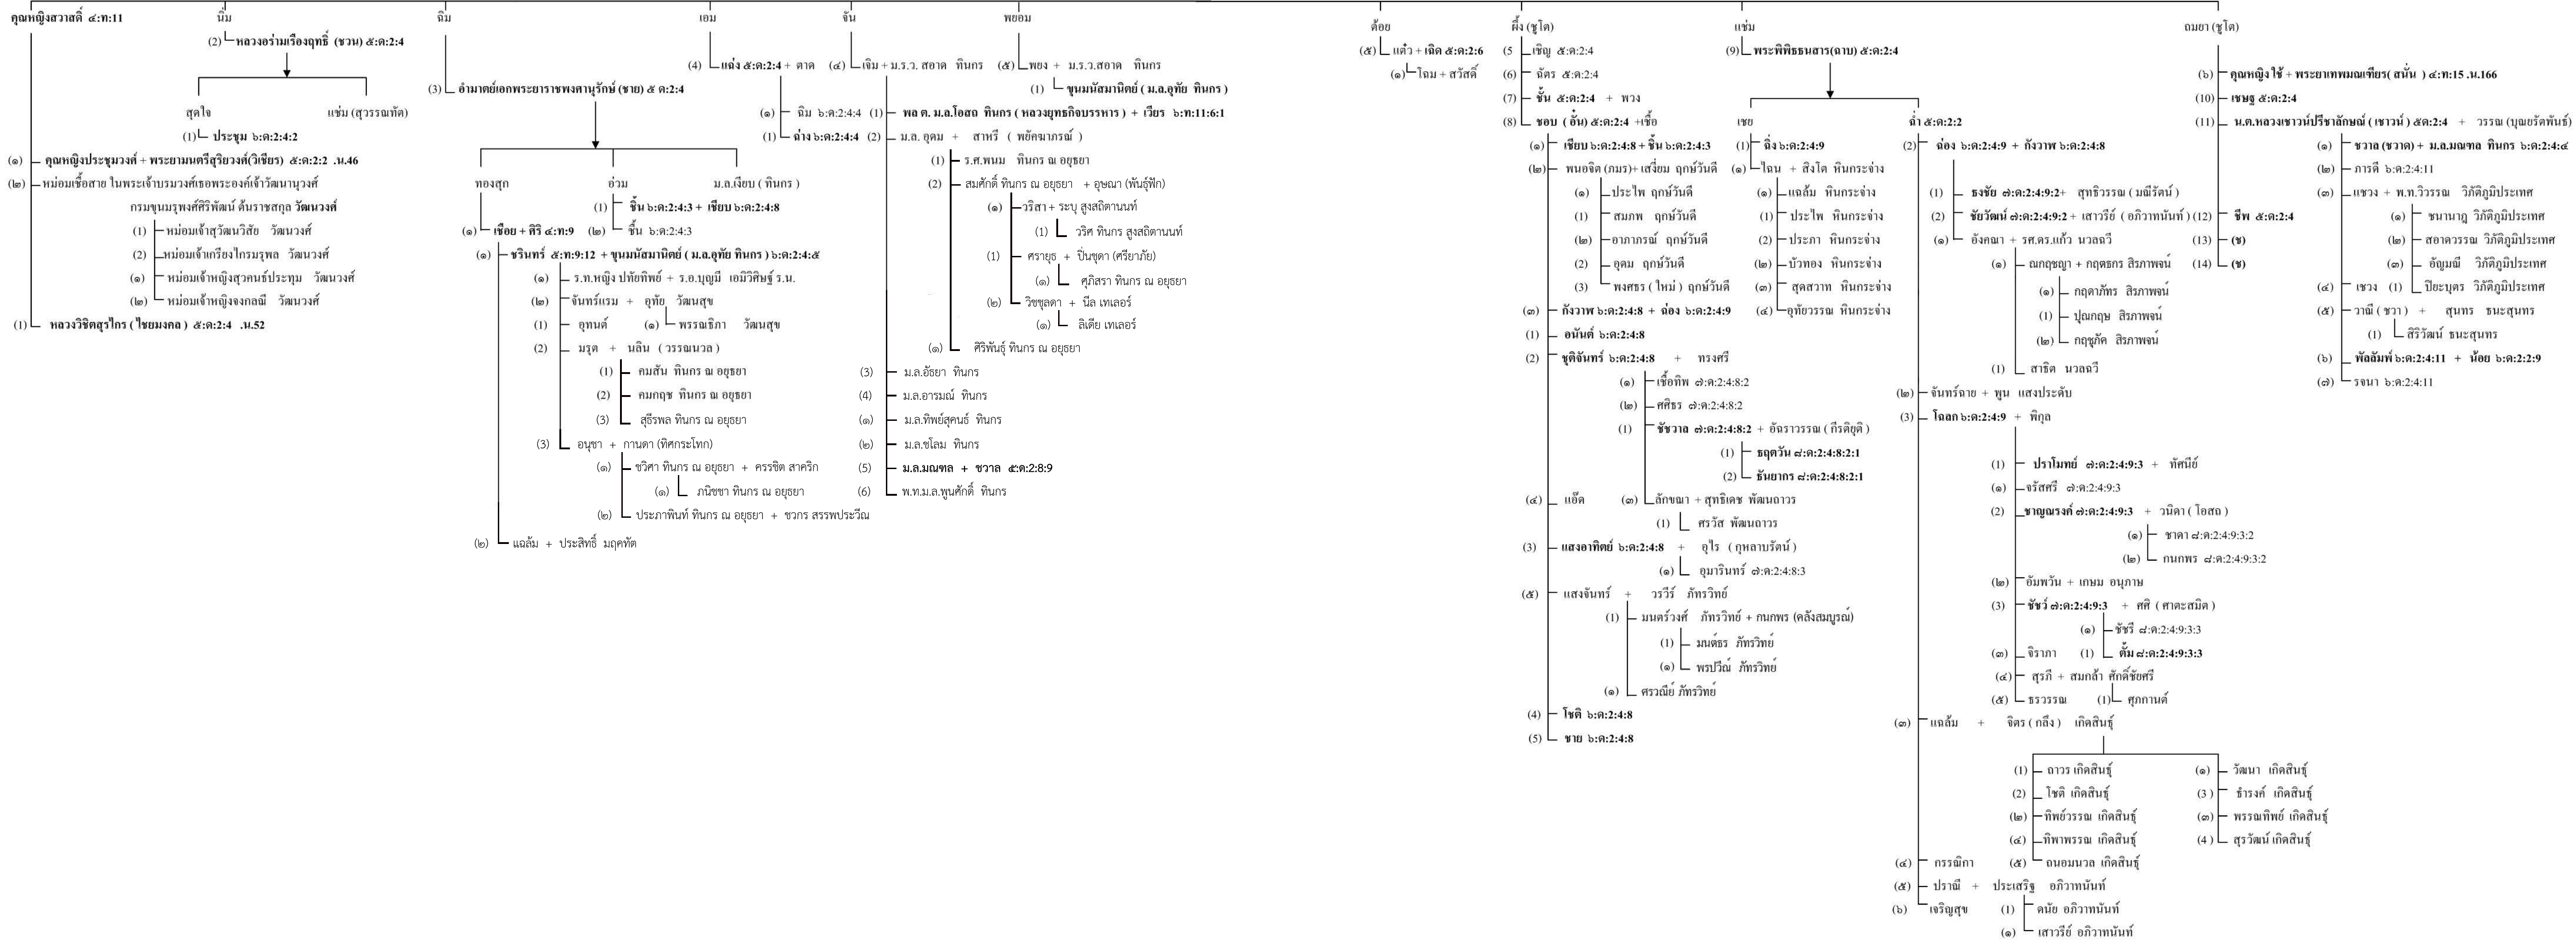 คุณหญิงสวาสดิ์ ๔:ท:11
นิ่ม
ฉิม
เอม
จัน
พยอม
ต้อย
ผึ้ง (ชูโต)
แช่ม
ถมยา (ชูโต)
(2) หลวงอร่ามเรืองฤทธิ์ (ชวน) ๕:ด:2:4
สุดใจ
แช่ม (สุวรรณทัต)
(1) ประชุม ๖:ด:2:4:2
(๑) คุณหญิงประชุมวงศ์ + พระยามนตรีสุริยวงศ์(วิเชียร) ๕:ด:2:2 .น.46
(๒) หม่อมเชื้อสาย ในพระเจ้าบรมวงศ์เธอพระองค์เจ้าวัฒนานุวงศ์
กรมขุนมรุพงศ์ศิริพัฒน์ ต้นราชสกุล วัฒนวงศ์
(1) หม่อมเจ้าสุวัฒนวิสัย วัฒนวงศ์
(2) หม่อมเจ้าเกรียงไกรมรุพล วัฒนวงศ์
(๑) หม่อมเจ้าหญิงสุวคนธ์ประทุม วัฒนวงศ์
(๒) หม่อมเจ้าหญิงจงกลณี วัฒนวงศ์
(1) หลวงวิชิตสุรไกร ( ไชยมงคล ) ๕:ด:2:4 .น.52
(3) อำมาตย์เอกพระยาราชพงศานุรักษ์ (ชาย) ๕ ด:2:4
ทองสุก
อ่วม
ม.ล.เงียบ ( ทินกร )
(1) ชิ้น ๖:ด:2:4:3 + เชียบ ๖:ด:2:4:8
(๒) ชื้น ๖:ด:2:4:3
(๑) เชื้อย + ศิริ ๔:ท:9
(๑) ชรินทร์ ๕:ท:9:12 + ขุนมนัสมานิตย์ ( ม.ล.อุทัย ทินกร ) ๖:ด:2:4:๕
(๑) ร.ท.หญิง ปทัยทิพย์ + ร.อ.บุญมี เอมิวิศิษฐ์ ร.น.
(๒) จันทร์แรม + อุทัย วัฒนสุข
(1) อุทนต์
(๑) พรรณธิภา วัฒนสุข
(2) มรุต + นลิน ( วรรณนวล )
(1) คมสัน ทินกร ณ อยุธยา
(2) คมกฤช ทินกร ณ อยุธยา
(3) สุธีรพล ทินกร ณ อยุธยา
(3) อนุชา + กานดา (ทิศกระโทก)
(๑) ชวิศา ทินกร ณ อยุธยา + ครรชิต สาคริก
(๑) ภนิชชา ทินกร ณ อยุธยา
(๒) ประภาพินท์ ทินกร ณ อยุธยา + ชวกร สรรพประวีณ
(๒) แฉล้ม + ประสิทธิ์ มฤคทัต
(4) แฉ่ง ๕:ด:2:4 + ตาด
(๑) ฉิม ๖:ด:2:4:4
(1) ฉ่าง ๖:ด:2:4:4
(๔) เจิม + ม.ร.ว. สอาด ทินกร
(1) พล ต. ม.ล.โอสถ ทินกร ( หลวงยุทธกิจบรรหาร ) + เวียร ๖:ท:11:6:1
(2) ม.ล. อุดม + สาหรี ( พยัคฆาภรณ์ )
(1) ร.ศ.พนม ทินกร ณ อยุธยา
(2) สมศักดิ์ ทินกร ณ อยุธยา + อุษณา (พันธุ์ฟัก)
(๑) วริสา + ระบุ สูงสถิตานนท์
(1) วริศ ทินกร สูงสถิตานนท์
(1) ศรายุธ + ปิ่นชุดา (ศรียาภัย)
(๑) ศุภิสรา ทินกร ณ อยุธยา
(๒) วิชชุลดา + นีล เทเลอร์
(๑) ลิเดีย เทเลอร์
(๑) ศิริพันธุ์ ทินกร ณ อยุธยา
(3) ม.ล.อัธยา ทินกร
(4) ม.ล.อารมณ์ ทินกร
(๑) ม.ล.ทิพย์สุคนธ์ ทินกร
(๒) ม.ล.ชโลม ทินกร
(5) ม.ล.มณฑล + ชวาล ๕:ด:2:8:9
(6) พ.ท.ม.ล.พูนศักดิ์ ทินกร
(๕) พยง + ม.ร.ว.สอาด ทินกร
(1) ขุนมนัสมานิตย์ ( ม.ล.อุทัย ทินกร )
(๕) แต๋ว + เฉิด ๕:ด:2:6
(๑) โฉม + สวัสดิ์
(5 เชิญ ๕:ด:2:4
(6) ฉัตร ๕:ด:2:4
(7) ชั้น ๕:ด:2:4 + พวง
(8) ชอบ ( อั้น) ๕:ด:2:4 +เชื้อ
(๑) เชียบ ๖:ด:2:4:8 + ชิ้น ๖:ด:2:4:3
(๒) พนอจิต (ภมร)+ เสงี่ยม ฤกษ์วันดี
(๑) ประไพ ฤกษ์วันดี
(1) สมภพ ฤกษ์วันดี
(๒) อาภาภรณ์ ฤกษ์วันดี
(2) อุดม ฤกษ์วันดี
(3) พงศธร ( ใหม่ ) ฤกษ์วันดี
(๓) กังวาฬ ๖:ด:2:4:8 + ฉ่อง ๖:ด:2:4:9
(1) อนันต์ ๖:ด:2:4:8
(2) ชุติจันทร์ ๖:ด:2:4:8 + ทรงศรี
(๑) เชื้อทิพ ๗:ด:2:4:8:2
(๒) ศศิธร ๗:ด:2:4:8:2
(1) ชัชวาล ๗:ด:2:4:8:2 + อัฉราวรรณ ( กีรติยุติ )
(1) ธฤตวัน ๘:ด:2:4:8:2:1
(2) ธันยากร ๘:ด:2:4:8:2:1
(๔) แอ๊ด
(๓) ลักขณา + สุทธิเดช พัฒนถาวร
(1) ศรวัส พัฒนถาวร
(3) แสงอาทิตย์ ๖:ด:2:4:8 + อุไร ( กุหลาบรัตน์ )
(๑) อุมารินทร์ ๗:ด:2:4:8:3
(๕) แสงจันทร์ + วรวีร์ ภัทรวิทย์
(1) มนตร์วงศ์ ภัทรวิทย์ + กนกพร (คลังสมบูรณ์)
(1) มนต์ธร ภัทรวิทย์
(๑) พรปวีณ์ ภัทรวิทย์
(๑) ศรวณีย์ ภัทรวิทย์
(4) โชติ ๖:ด:2:4:8
(5) ชาย ๖:ด:2:4:8
(9) พระพิพิธธนสาร(ฉาบ) ๕:ด:2:4
เชย
ฉ่ำ ๕:ด:2:2
(1) ฉิ่ง ๖:ด:2:4:9
(๑) ไฉน + สิงโต หินกระจ่าง
(๑) แฉล้ม หินกระจ่าง
(1) ประไพ หินกระจ่าง
(2) ประภา หินกระจ่าง
(๒) บัวทอง หินกระจ่าง
(๓) สุดสวาท หินกระจ่าง
(๔) อุทัยวรรณ หินกระจ่าง
(2) ฉ่อง ๖:ด:2:4:9 + กังวาฬ ๖:ด:2:4:8
(1) ธงชัย ๗:ด:2:4:9:2+ สุทธิวรรณ ( มณีรัตน์ )
(2) ชัยวัฒน์ ๗:ด:2:4:9:2 + เสาวรีย์ ( อภิวาทนันท์ )
(๑) อังคณา + รศ.ดร.แก้ว นวลฉวี
(๑) ณกฤชญา + กฤตธกร สิรภาพจน์
(๑) กฤตาภัทร สิรภาพจน์
(1) ปุณกฤษ สิรภาพจน์
(๒) กฤชุภัค สิรภาพจน์
(1) สาธิต นวลฉวี
(๒) จันทร์ฉาย + พูน แสงประดับ
(3) โฉลก ๖:ด:2:4:9 + พิกุล
(1) ปราโมทย์ ๗:ด:2:4:9:3 + ทัศนีย์
(๑) จรัสศรี ๗:ด:2:4:9:3
(2) ชาญณรงค์ ๗:ด:2:4:9:3 + วนิดา ( โอสถ )
(๑) ชาดา ๘:ด:2:4:9:3:2
(๒) กนกพร ๘:ด:2:4:9:3:2
(๒) อัมพวัน + เกษม อนุภาษ
(3) ชัชว์ ๗:ด:2:4:9:3 + ศศิ ( ศาตะสมิต )
(๑) ชัชรี ๘:ด:2:4:9:3:3
(๓) จิราภา
(1) ตั้ม ๘:ด:2:4:9:3:3
(๔) สุรภี + สมกล้า ศักดิ์ชัยศรี
(๕) ธรวรรณ
(1) ศุภกานต์
(๓) แฉล้ม + จิตร ( กลึง ) เกิดสินธุ์
(1) ถาวร เกิดสินธุ์
(2) โชติ เกิดสินธุ์
(๒) ทิพย์วรรณ เกิดสินธุ์
(๔) ทิพาพรรณ เกิดสินธุ์
(๕) ถนอมนวล เกิดสินธุ์
(๑) วัฒนา เกิดสินธุ์
(3 ) ธำรงค์ เกิดสินธุ์
(๓) พรรณทิพย์ เกิดสินธุ์
(4 ) สุรวัฒน์ เกิดสินธุ์
(๔) กรรณิกา
(๕) ปราณี + ประเสริฐ อภิวาทนันท์
(๖) เจริญสุข
(1) ดนัย อภิวาทนันท์
(๑) เสาวรีย์ อภิวาทนันท์
(๖) คุณหญิง ใช้ + พระยาเทพมณเฑียร( สนั่น ) ๔:ท:15 .น.166
(10) เชษฐ ๕:ด:2:4
(11) น.ต.หลวงเชาวน์ปรีชาลักษณ์ ( เชาวน์ ) ๕ด:2:4 + วรรณ (บุณยรัตพันธ์)
(๑) ชวาล (ชวาด) + ม.ล.มณฑล ทินกร ๖:ด:2:4:๔
(๒) ภารดี ๖:ด:2:4:11
(๓) แชวง + พ.ท.วิวรรณ วิภัติภูมิประเทศ
(๑) ชนานาฎ วิภัติภูมิประเทศ
(๒) สอาดวรรณ วิภัติภูมิประเทศ
(๓) อัญมณี วิภัติภูมิประเทศ
(1) ปิยะบุตร วิภัติภูมิประเทศ
(๔) เชวง
(๕) วาณี ( ชวา ) + สุนทร ธนะสุนทร
(1) สิริวัฒน์ ธนะสุนทร
(๖) พัลลัมพ์ ๖:ด:2:4:11 + น้อย ๖:ด:2:2:9
(๗) รจนา ๖:ด:2:4:11
(12) ชีพ ๕:ด:2:4
(13) (ช)
(14) (ช)